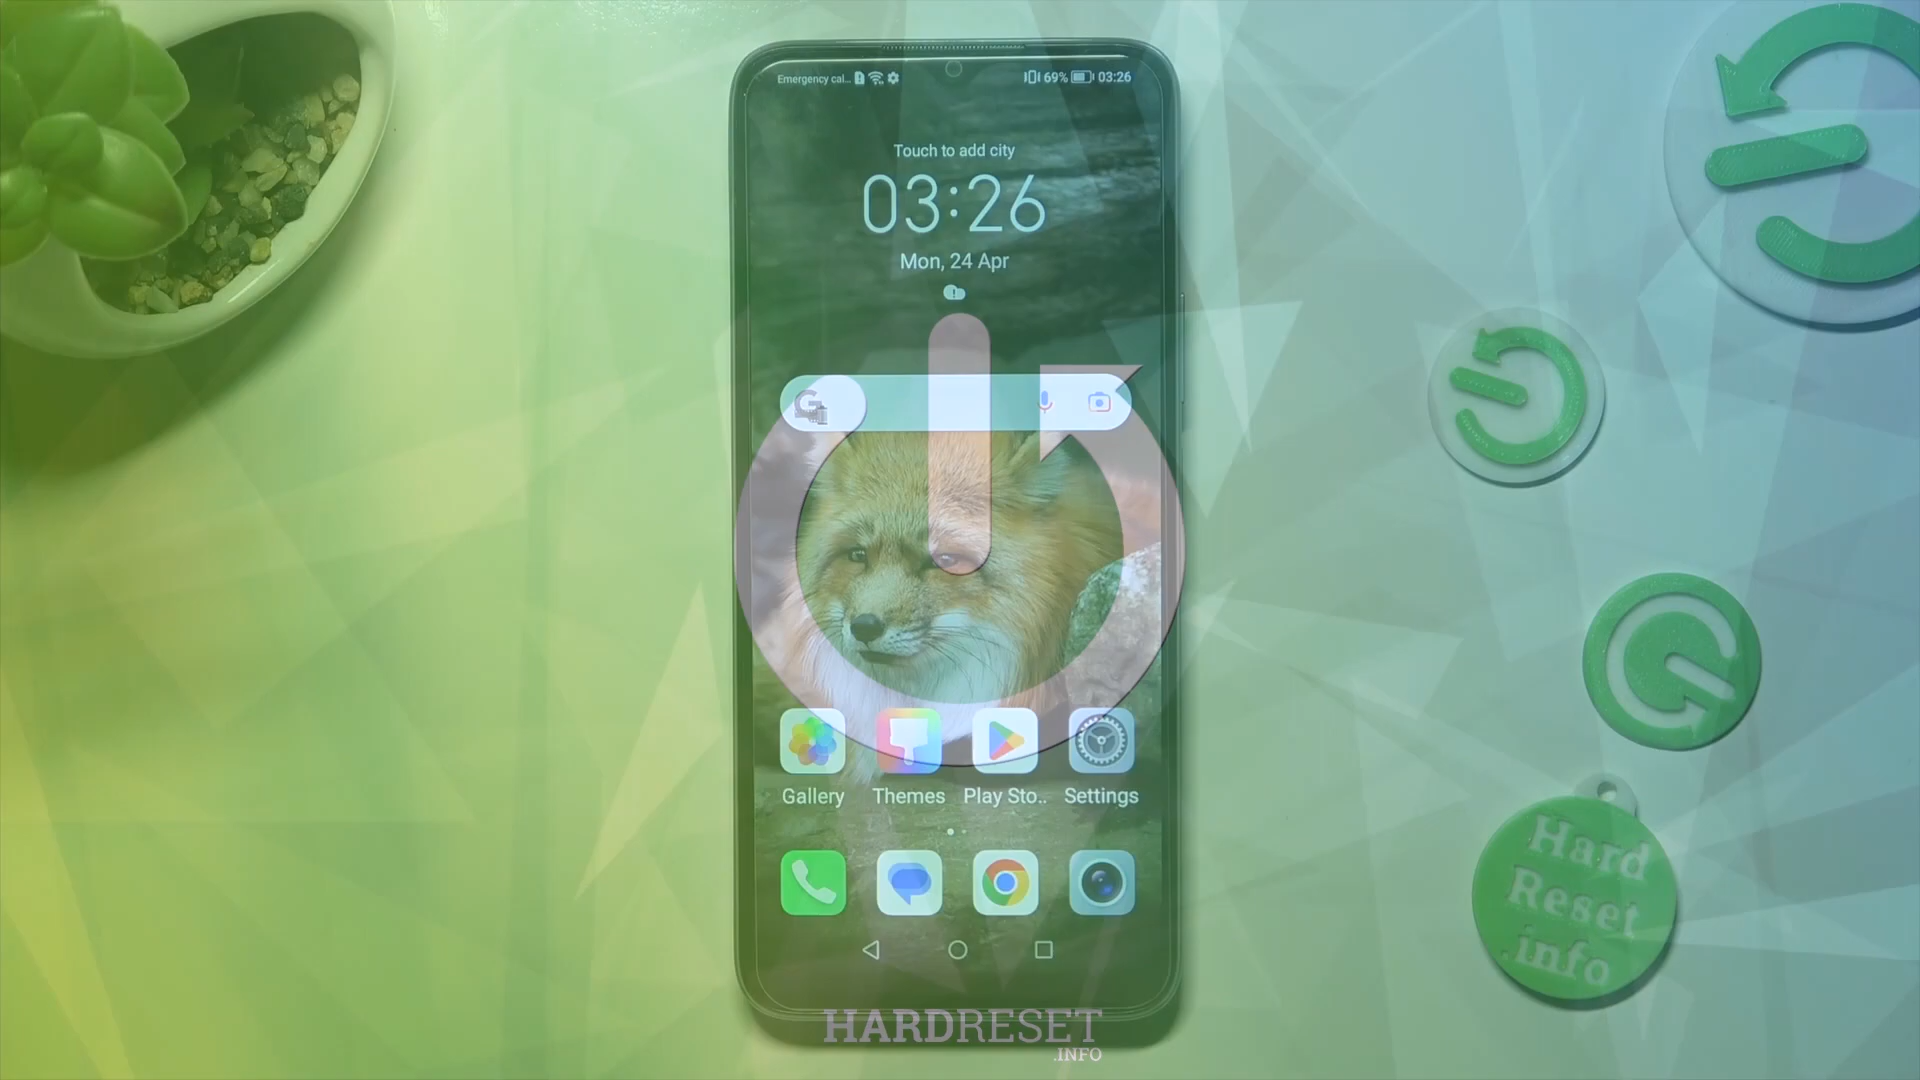 Emergency cal...
69% 03:26
Touch to add city
03:26
Mon, 24 Apr
Gallery Themes Play Sto.. Settings
Hard
Reset
.info
HARDRESET
.INFO